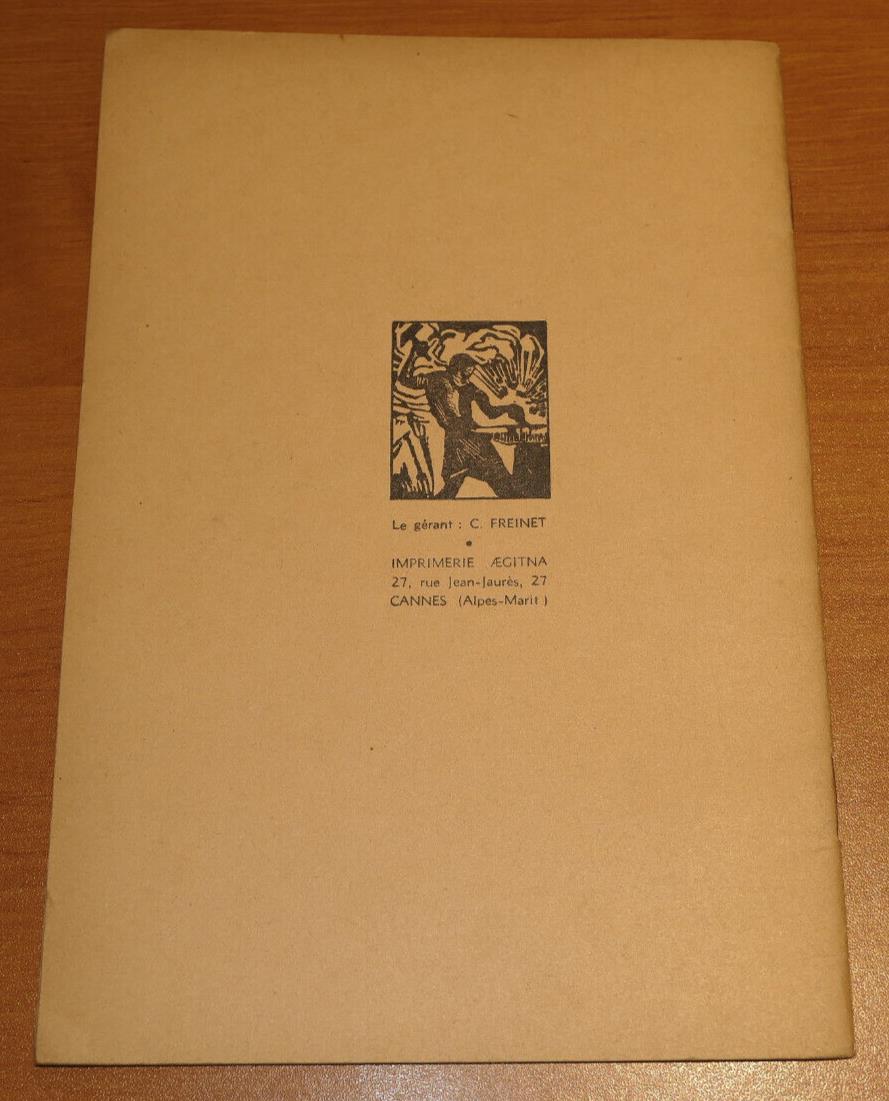 Le gérant : C. FREINET
•
IMPRIMERIE ÆGITNA
27, rue Jean-Jaurès, 27
CANNES (Alpes-Marit )